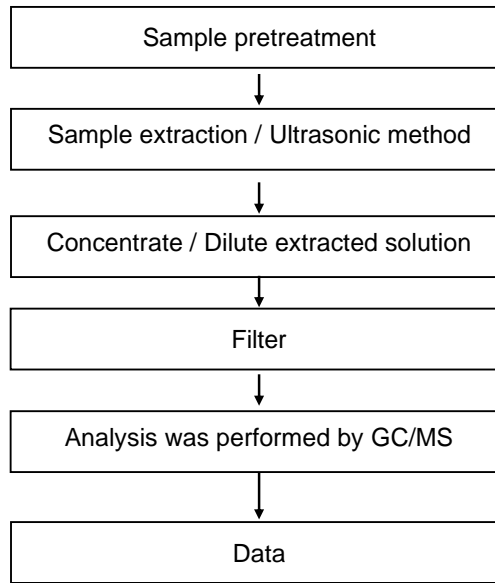 Sample pretreatment
Sample extraction / Ultrasonic method
Concentrate / Dilute extracted solution
Filter
Analysis was performed by GC/MS
Data